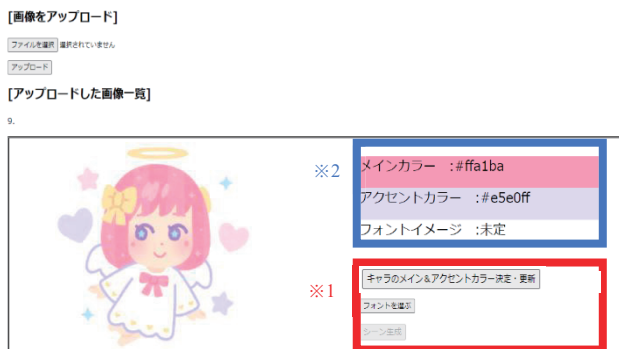 [画像をアップロード]
ファイルを選択 選択されていません
アップロード
[アップロードした画像一覧]
9.
※2
メインカラー :#ffa1ba
アクセントカラー :#e5e0ff
フォントイメージ :未定
※1
キャラのメイン&アクセントカラー決定・更新
フォントを選ぶ
シーン生成